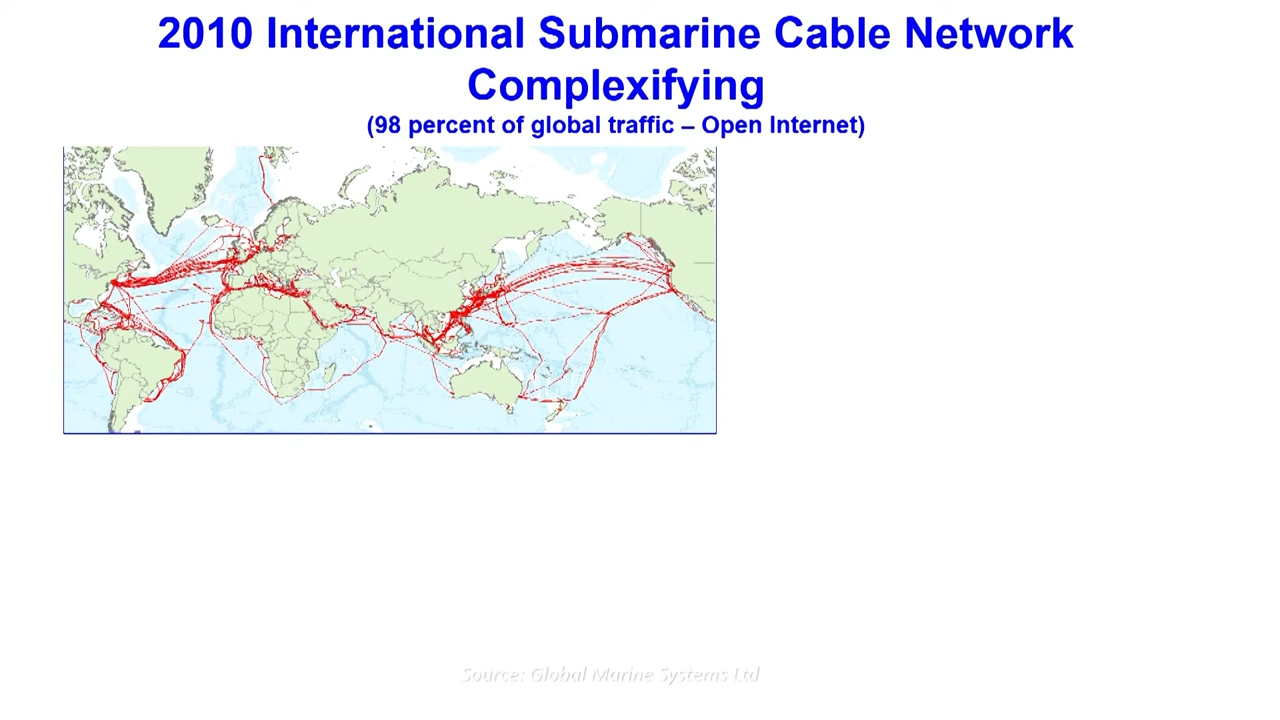 2010 International Submarine Cable Network
Complexifying
(98 percent of global traffic – Open Internet)
Source: Global Marine Systems Ltd